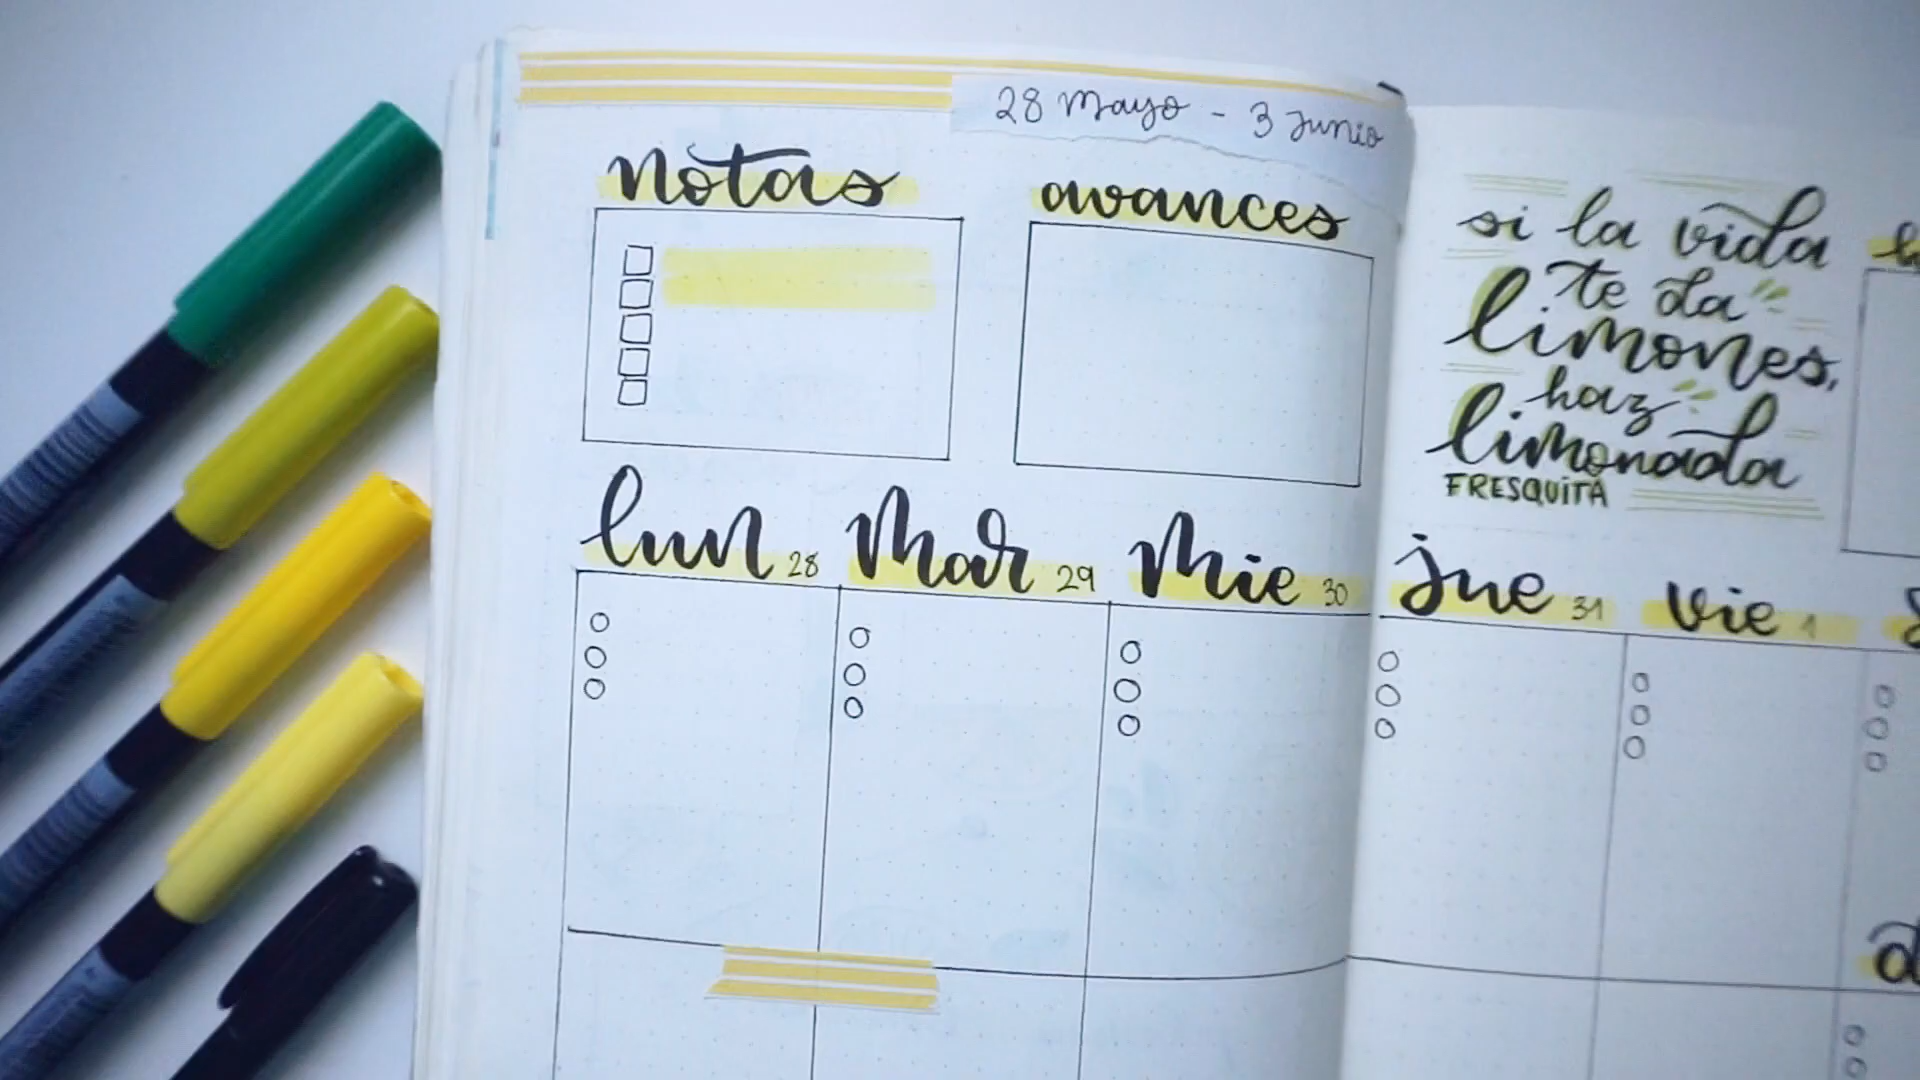 28 Mayo - 3 Junio
notas
avances
si la vida
te da
limones,
haz
limonada
FRESQUITA
lun 28
mar 29
mie 30
jue 31
vie 1